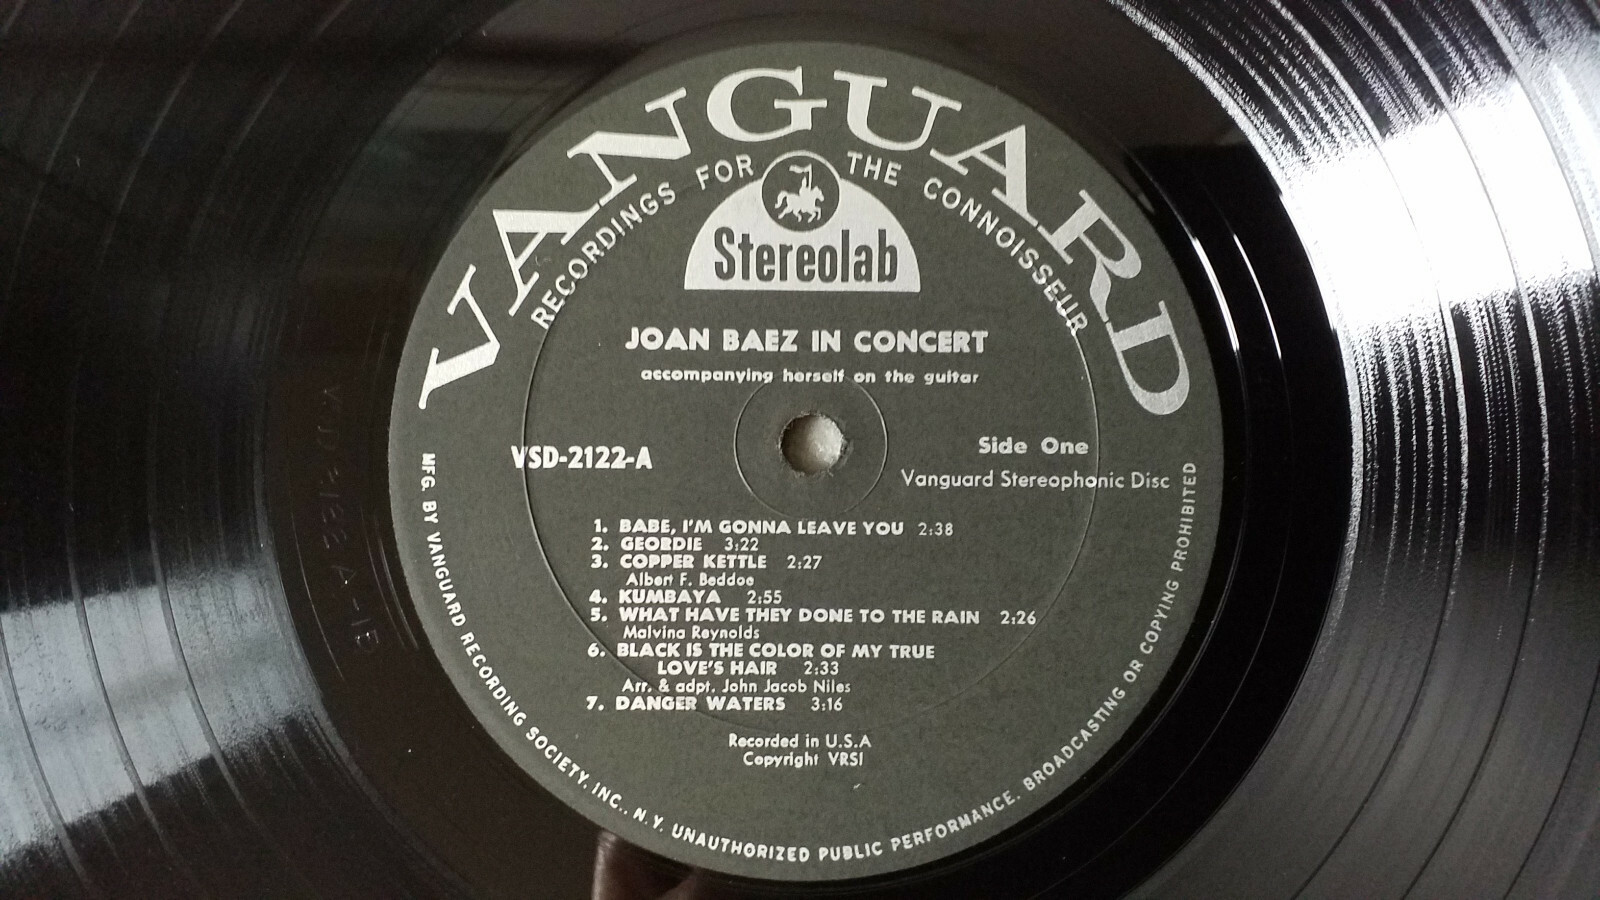 VANGUARD
RECORDINGS FOR THE CONNOISSEUR
Stereolab
JOAN BAEZ IN CONCERT
accompanying herself on the guitar
VSD-2122-A
Side One
Vanguard Stereophonic Disc
1. BABE, I'M GONNA LEAVE YOU 2:38
2. GEORDIE 3:22
3. COPPER KETTLE 2:27
Albert F. Beddoe
4. KUMBAYA 2:55
5. WHAT HAVE THEY DONE TO THE RAIN 2:26
Malvina Reynolds
6. BLACK IS THE COLOR OF MY TRUE
LOVE'S HAIR 2:33
Arr. & adpt. John Jacob Niles
7. DANGER WATERS 3:16
Recorded in U.S.A
Copyright VRSI
MFG. BY VANGUARD RECORDING SOCIETY, INC., N.Y. UNAUTHORIZED PUBLIC PERFORMANCE. BROADCASTING OR COPYING PROHIBITED